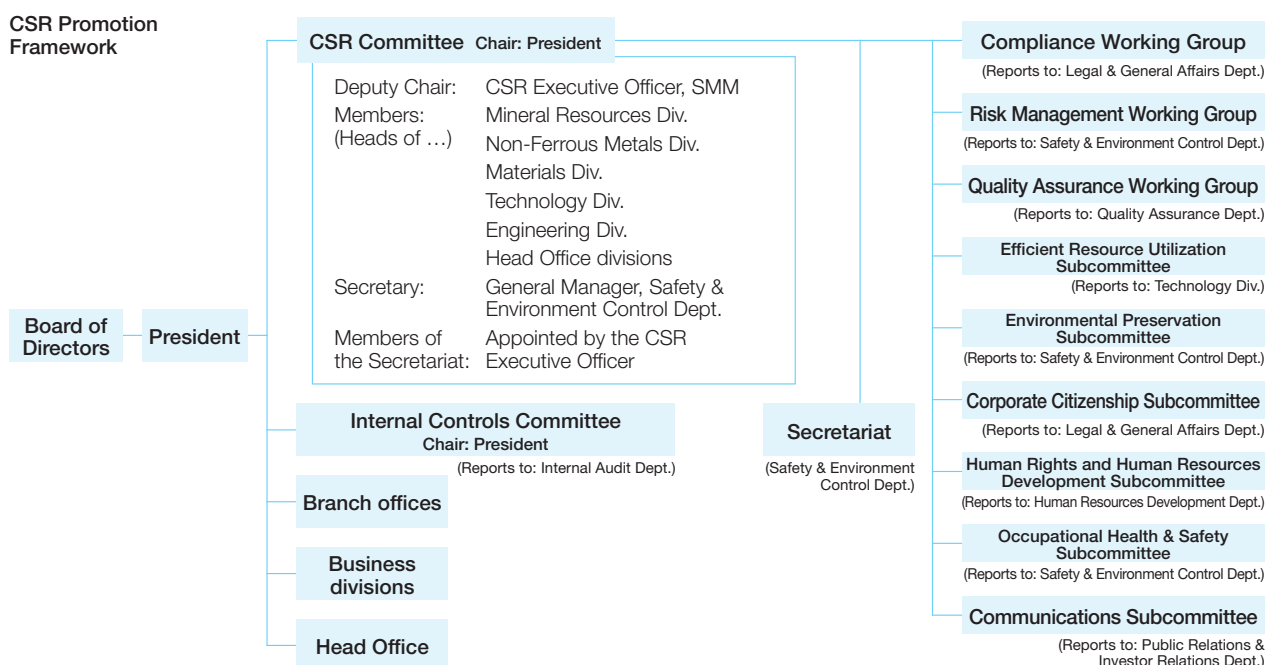 CSR Promotion
Framework
Board of
Directors
President
CSR Committee Chair: President
Deputy Chair: CSR Executive Officer, SMM
Members: Mineral Resources Div.
(Heads of …) Non-Ferrous Metals Div.
Materials Div.
Technology Div.
Engineering Div.
Head Office divisions
Secretary: General Manager, Safety &
Environment Control Dept.
Members of Appointed by the CSR
the Secretariat: Executive Officer
Internal Controls Committee
Chair: President
(Reports to: Internal Audit Dept.)
Branch offices
Business
divisions
Head Office
Secretariat
(Safety & Environment
Control Dept.)
Compliance Working Group
(Reports to: Legal & General Affairs Dept.)
Risk Management Working Group
(Reports to: Safety & Environment Control Dept.)
Quality Assurance Working Group
(Reports to: Quality Assurance Dept.)
Efficient Resource Utilization
Subcommittee
(Reports to: Technology Div.)
Environmental Preservation
Subcommittee
(Reports to: Safety & Environment Control Dept.)
Corporate Citizenship Subcommittee
(Reports to: Legal & General Affairs Dept.)
Human Rights and Human Resources
Development Subcommittee
(Reports to: Human Resources Development Dept.)
Occupational Health & Safety
Subcommittee
(Reports to: Safety & Environment Control Dept.)
Communications Subcommittee
(Reports to: Public Relations &
Investor Relations Dept.)